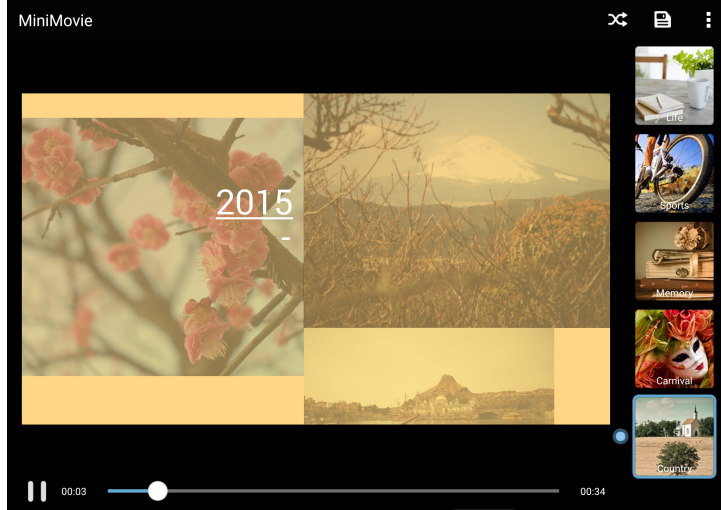 MiniMovie
Life
2015
-
Sports
Memory
Carnival
Country
00:03
00:34